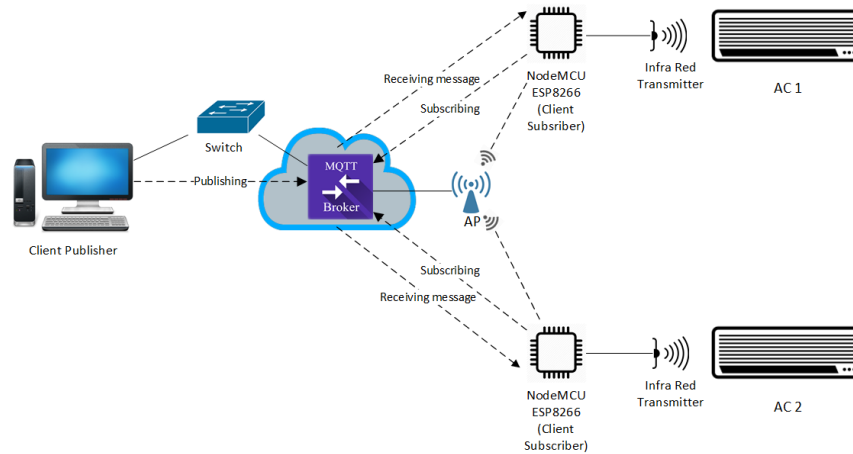 Receiving message
Subscribing
NodeMCU
ESP8266
(Client
Subsriber)
Infra Red
Transmitter
AC 1
Switch
MQTT
Broker
Publishing
Client Publisher
AP
Subscribing
Receiving message
NodeMCU
ESP8266
(Client
Subscriber)
Infra Red
Transmitter
AC 2